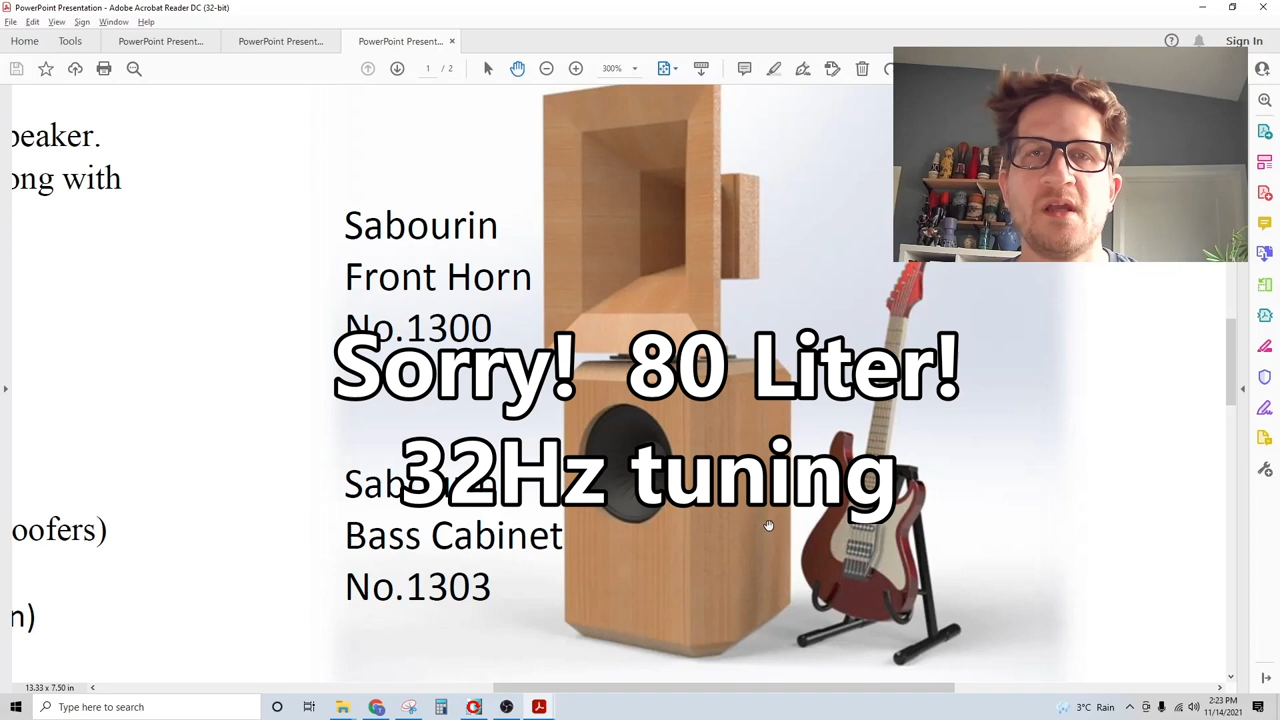 PowerPoint Presentation - Adobe Acrobat Reader DC (32-bit)
File Edit View Sign Window Help
Home Tools PowerPoint Present... PowerPoint Present... PowerPoint Present... × Sign In
1 / 2 300%
peaker.
ong with
Sabourin
Front Horn
No.1300
Sorry! 80 Liter!
32Hz tuning
Bass Cabinet
No.1303
oofers)
n)
13.33 x 7.50 in
Type here to search
3°C Rain
2:23 PM
11/14/2021